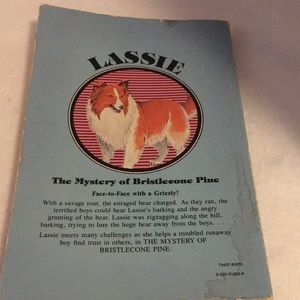 LASSIE
The Mystery of Bristlecone Pine
Face-to-Face with a Grizzly!
With a savage roar, the enraged bear charged. As they ran, the
terrified boys could hear Lassie's barking and the angry
grunting of the bear. Lassie was zigzagging along the hill,
barking, trying to lure the huge bear away from the boys.
Lassie meets many challenges as she helps a troubled runaway
boy find trust in others, in THE MYSTERY OF
BRISTLECONE PINE.